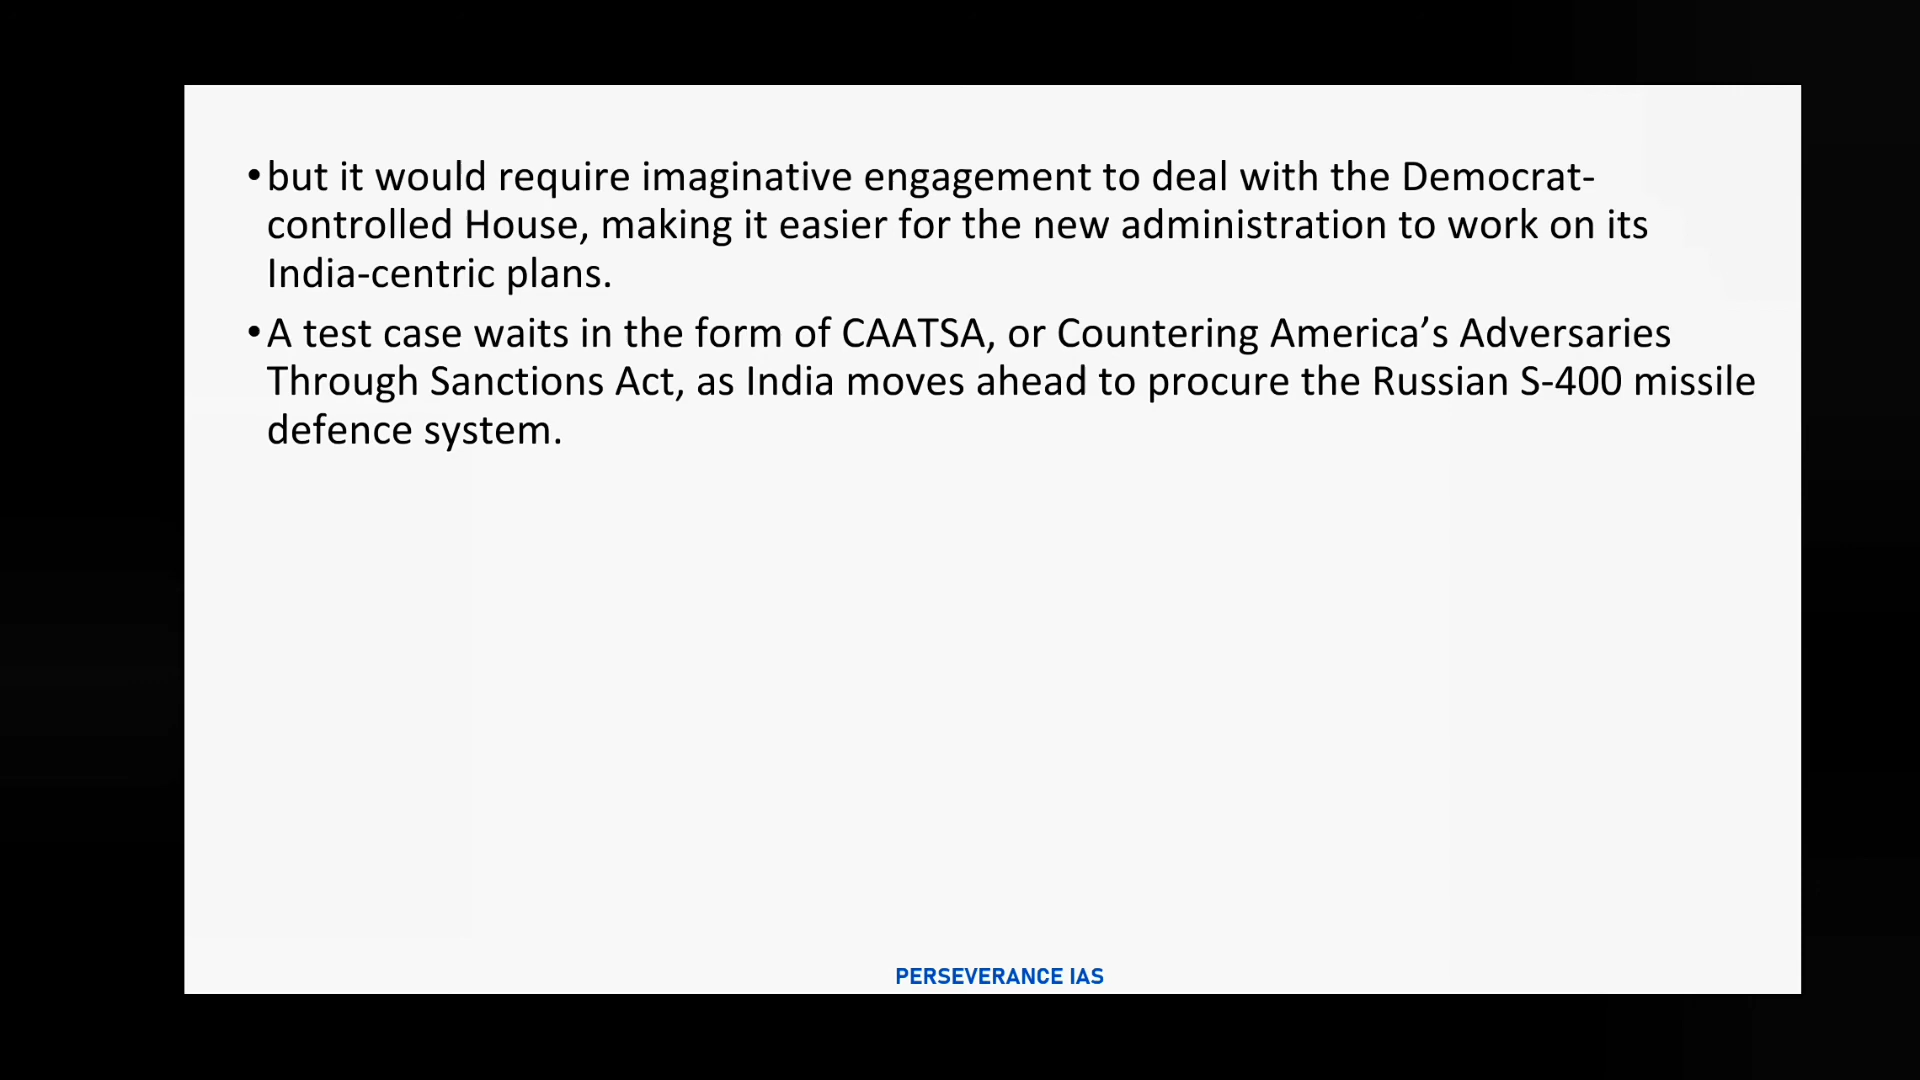 •but it would require imaginative engagement to deal with the Democrat-
controlled House, making it easier for the new administration to work on its
India-centric plans.
•A test case waits in the form of CAATSA, or Countering America’s Adversaries
Through Sanctions Act, as India moves ahead to procure the Russian S-400 missile
defence system.
PERSEVERANCE IAS